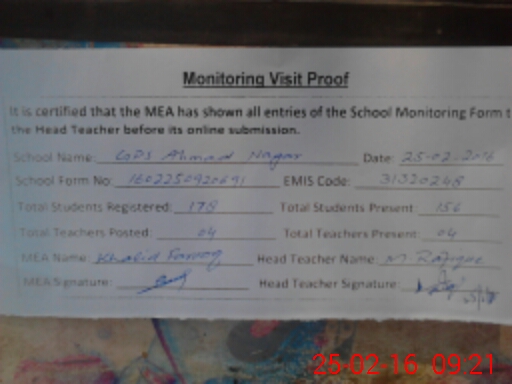 Monitoring Visit Proof
It is certified that the MEA has shown all entries of the School Monitoring Form t
the Head Teacher before its online submission.
School Name: GPS Ahmad Nagar Date: 25-02-2016
School Form No: EMIS Code: 31320248
Total Students Registered: 178 Total Students Present: 156
Total Teachers Posted: 04 Total Teachers Present: 04
MEA Name: Khalid Farooq Head Teacher Name: M Rafique
MEA Signature: Head Teacher Signature:
25-02-16 09:21